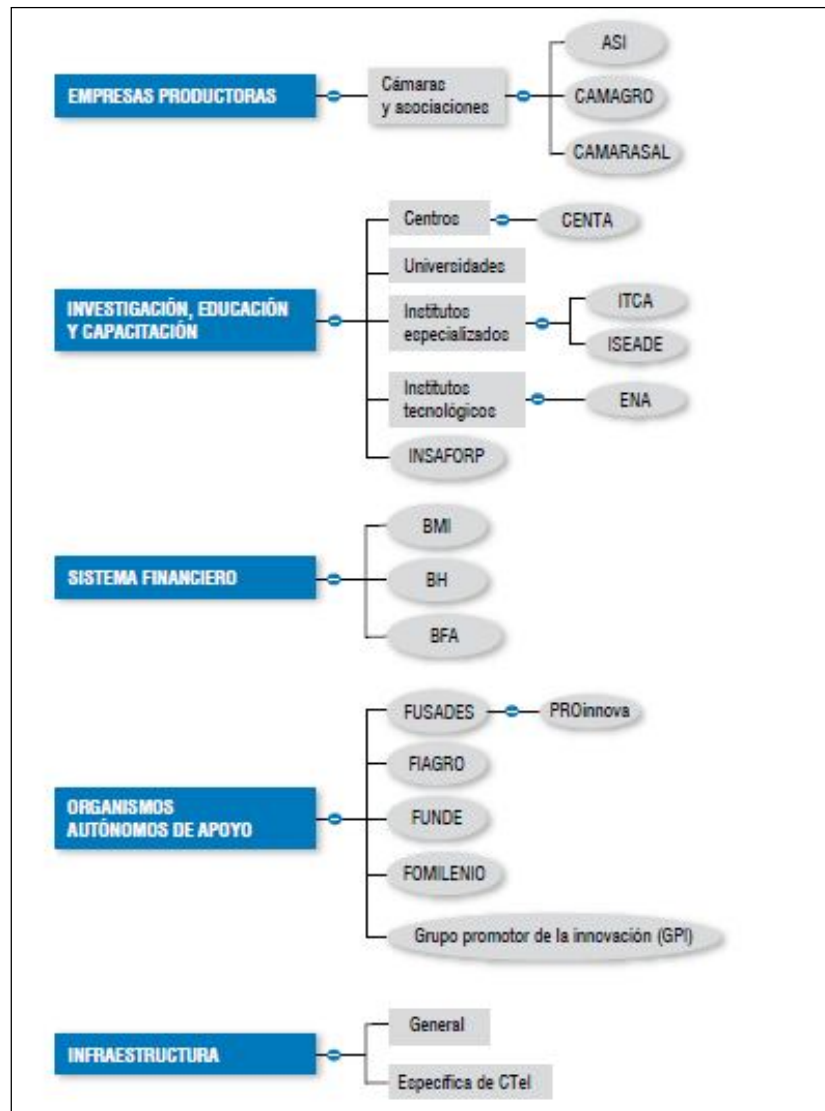 EMPRESAS PRODUCTORAS
Cámaras
y asociaciones
ASI
CAMAGRO
CAMARASAL
INVESTIGACIÓN, EDUCACIÓN
Y CAPACITACIÓN
Centros
CENTA
Universidades
Institutos
especializados
ITCA
ISEADE
Institutos
tecnológicos
ENA
INSAFORP
SISTEMA FINANCIERO
BMI
BH
BFA
ORGANISMOS
AUTÓNOMOS DE APOYO
FUSADES
PROinnova
FIAGRO
FUNDE
FOMILENIO
Grupo promotor de la innovación (GPI)
INFRAESTRUCTURA
General
Específica de CTeI